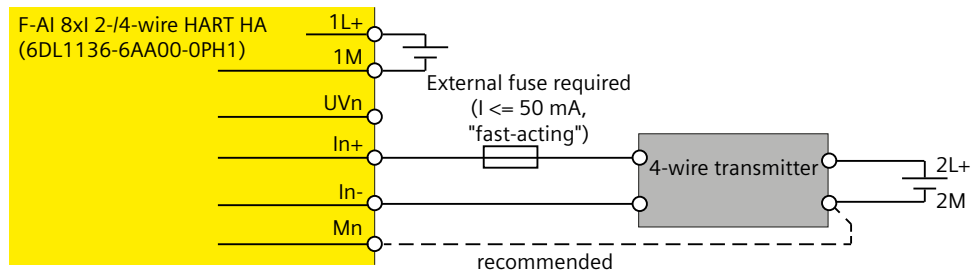 F-AI 8xI 2-/4-wire HART HA
(6DL1136-6AA00-0PH1)
1L+
1M
UVn
In+
In-
Mn
External fuse required
(I <= 50 mA,
"fast-acting")
4-wire transmitter
2L+
2M
recommended